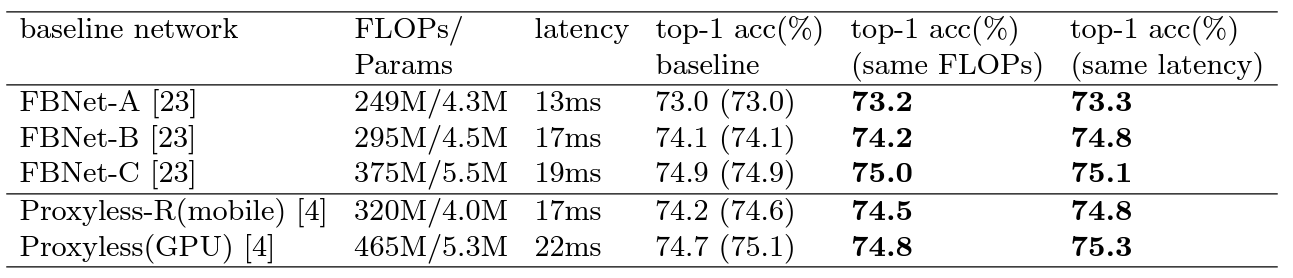 baseline network FLOPs/ latency top-1 acc(%) top-1 acc(%) top-1 acc(%)
Params baseline (same FLOPs) (same latency)
FBNet-A [23] 249M/4.3M 13ms 73.0 (73.0) 73.2 73.3
FBNet-B [23] 295M/4.5M 17ms 74.1 (74.1) 74.2 74.8
FBNet-C [23] 375M/5.5M 19ms 74.9 (74.9) 75.0 75.1
Proxyless-R(mobile) [4] 320M/4.0M 17ms 74.2 (74.6) 74.5 74.8
Proxyless(GPU) [4] 465M/5.3M 22ms 74.7 (75.1) 74.8 75.3